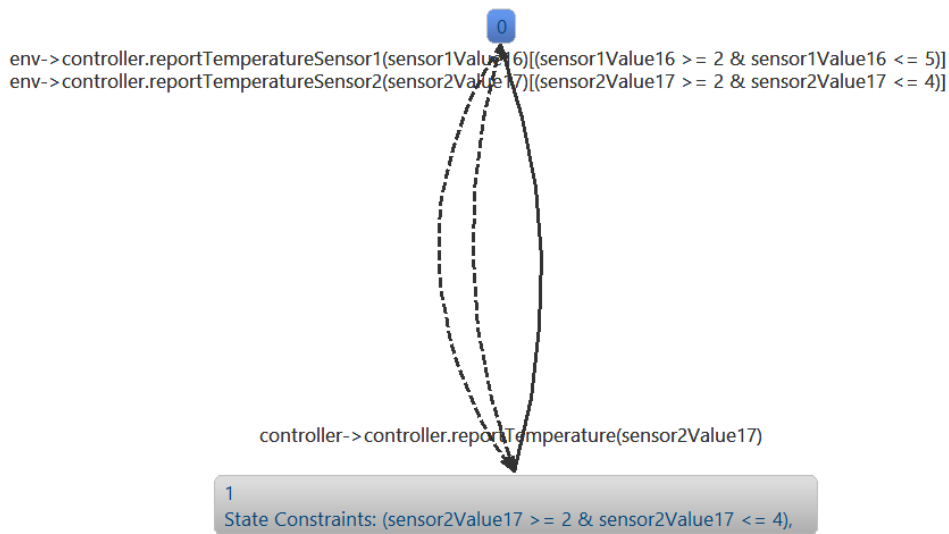 0
env->controller.reportTemperatureSensor1(sensor1Value16)[(sensor1Value16 >= 2 & sensor1Value16 <= 5)]
env->controller.reportTemperatureSensor2(sensor2Value17)[(sensor2Value17 >= 2 & sensor2Value17 <= 4)]
controller->controller.reportTemperature(sensor2Value17)
1
State Constraints: (sensor2Value17 >= 2 & sensor2Value17 <= 4),